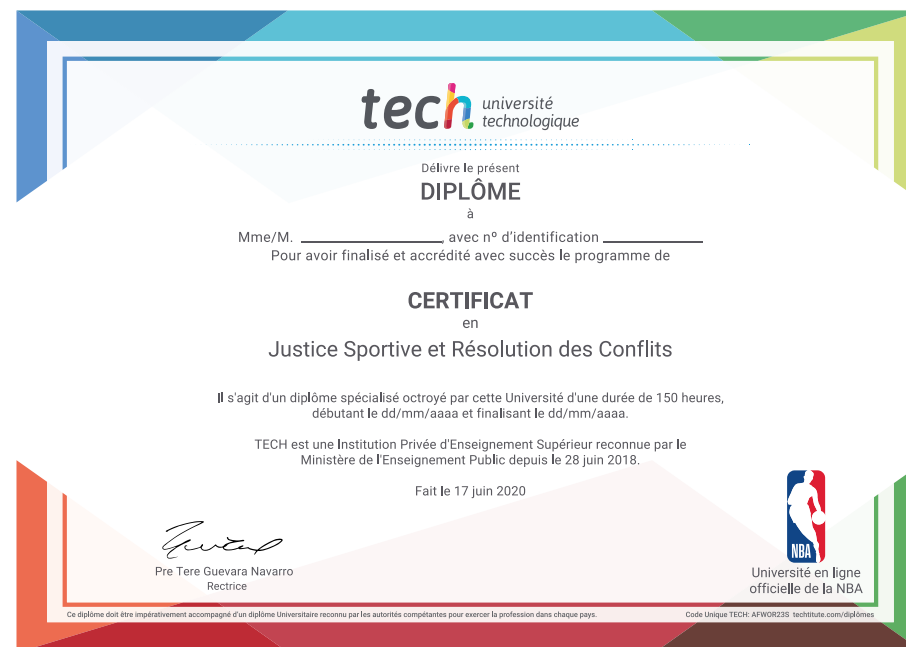 tech université
technologique
Délivre le présent
DIPLÔME
à
Mme/M. ____________________, avec nº d'identification ______________
Pour avoir finalisé et accrédité avec succès le programme de
CERTIFICAT
en
Justice Sportive et Résolution des Conflits
Il s'agit d'un diplôme spécialisé octroyé par cette Université d'une durée de 150 heures,
débutant le dd/mm/aaaa et finalisant le dd/mm/aaaa.
TECH est une Institution Privée d'Enseignement Supérieur reconnue par le
Ministère de l'Enseignement Public depuis le 28 juin 2018.
Fait le 17 juin 2020
Pre Tere Guevara Navarro
Rectrice
NBA
Université en ligne
officielle de la NBA
Ce diplôme doit être impérativement accompagné d'un diplôme Universitaire reconnu par les autorités compétentes pour exercer la profession dans chaque pays.
Code Unique TECH: AFWOR23S techtitute.com/diplômes